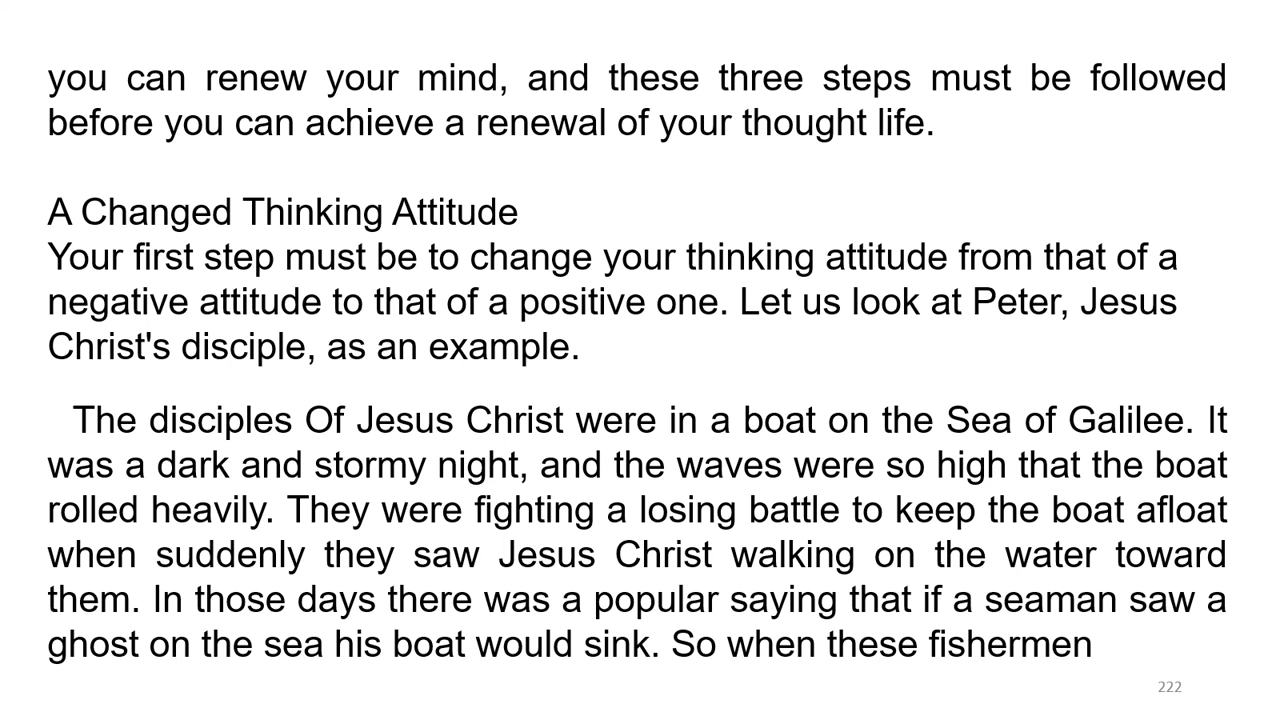 you can renew your mind, and these three steps must be followed
before you can achieve a renewal of your thought life.
A Changed Thinking Attitude
Your first step must be to change your thinking attitude from that of a
negative attitude to that of a positive one. Let us look at Peter, Jesus
Christ's disciple, as an example.
The disciples Of Jesus Christ were in a boat on the Sea of Galilee. It
was a dark and stormy night, and the waves were so high that the boat
rolled heavily. They were fighting a losing battle to keep the boat afloat
when suddenly they saw Jesus Christ walking on the water toward
them. In those days there was a popular saying that if a seaman saw a
ghost on the sea his boat would sink. So when these fishermen
222